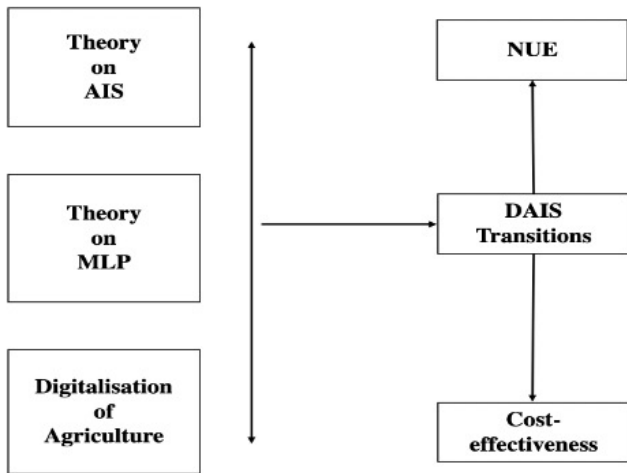 Theory
on
AIS
Theory
on
MLP
Digitalisation
of
Agriculture
NUE
DAIS
Transitions
Cost-
effectiveness